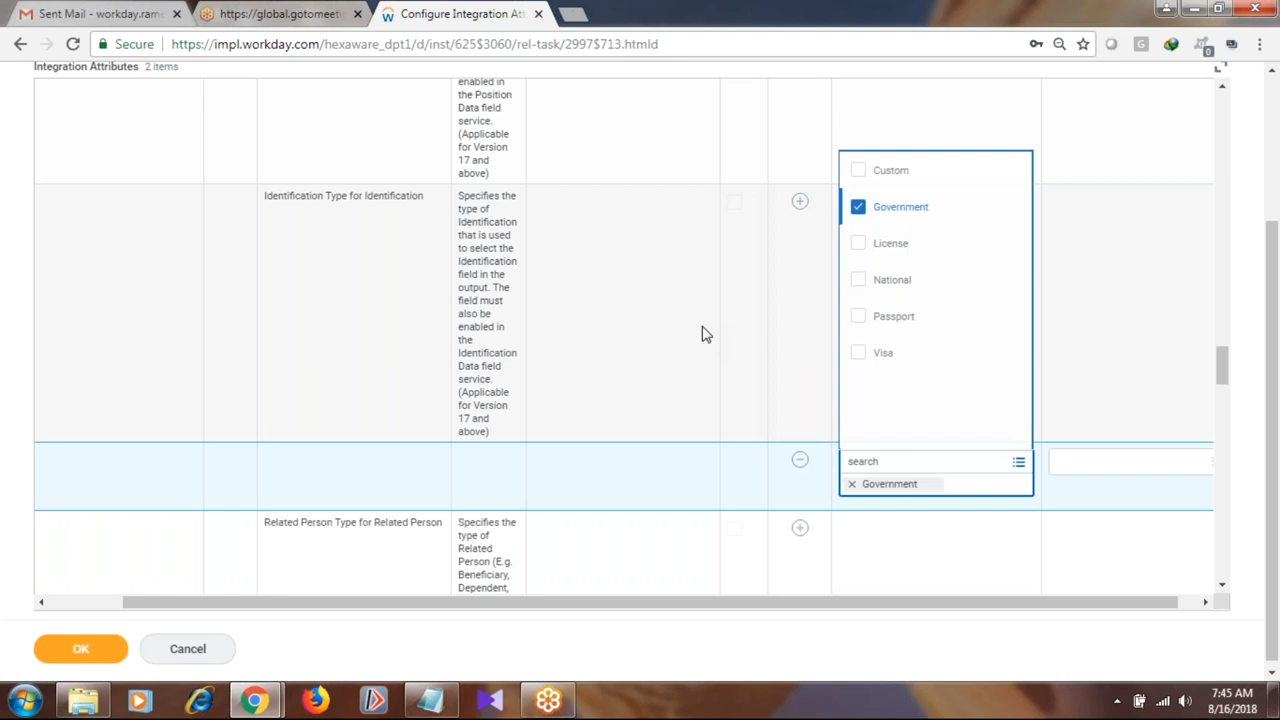 Sent Mail - workday.rame
https://global.gotomeeti
Configure Integration Att
Secure
https://impl.workday.com/hexaware_dpt1/d/inst/625$3060/rel-task/2997$713.htmld
Integration Attributes 2 items
enabled in
the Position
Data field
service.
(Applicable
for Version
17 and
above)
Identification Type for Identification
Specifies the
type of
Identification
that is used
to select the
Identification
field in the
output. The
field must
also be
enabled in
the
Identification
Data field
service.
(Applicable
for Version
17 and
above)
Custom
Government
License
National
Passport
Visa
search
Government
Related Person Type for Related Person
Specifies the
type of
Related
Person (E.g.
Beneficiary,
Dependent,
OK
Cancel
7:45 AM
8/16/2018